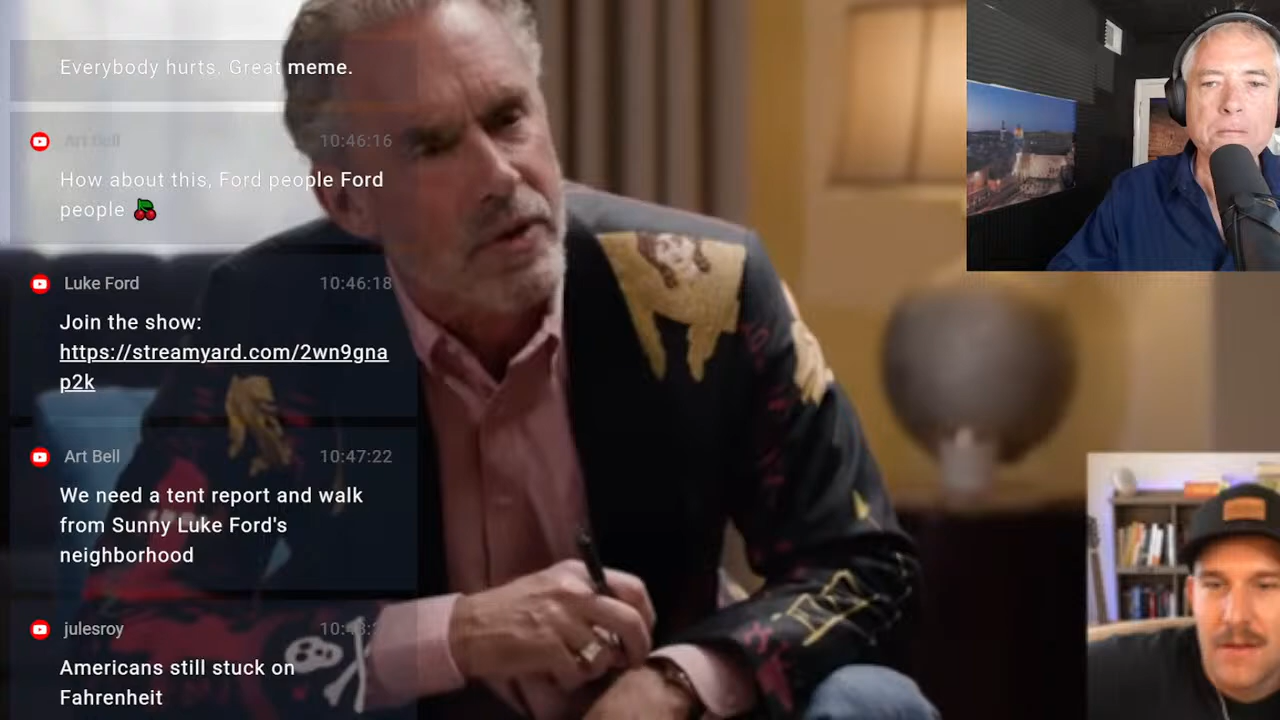 Everybody hurts. Great meme.
Art Bell 10:46:16
How about this, Ford people Ford
people
Luke Ford 10:46:18
Join the show:
https://streamyard.com/2wn9gna
p2k
Art Bell 10:47:22
We need a tent report and walk
from Sunny Luke Ford's
neighborhood
julesroy
Americans still stuck on
Fahrenheit